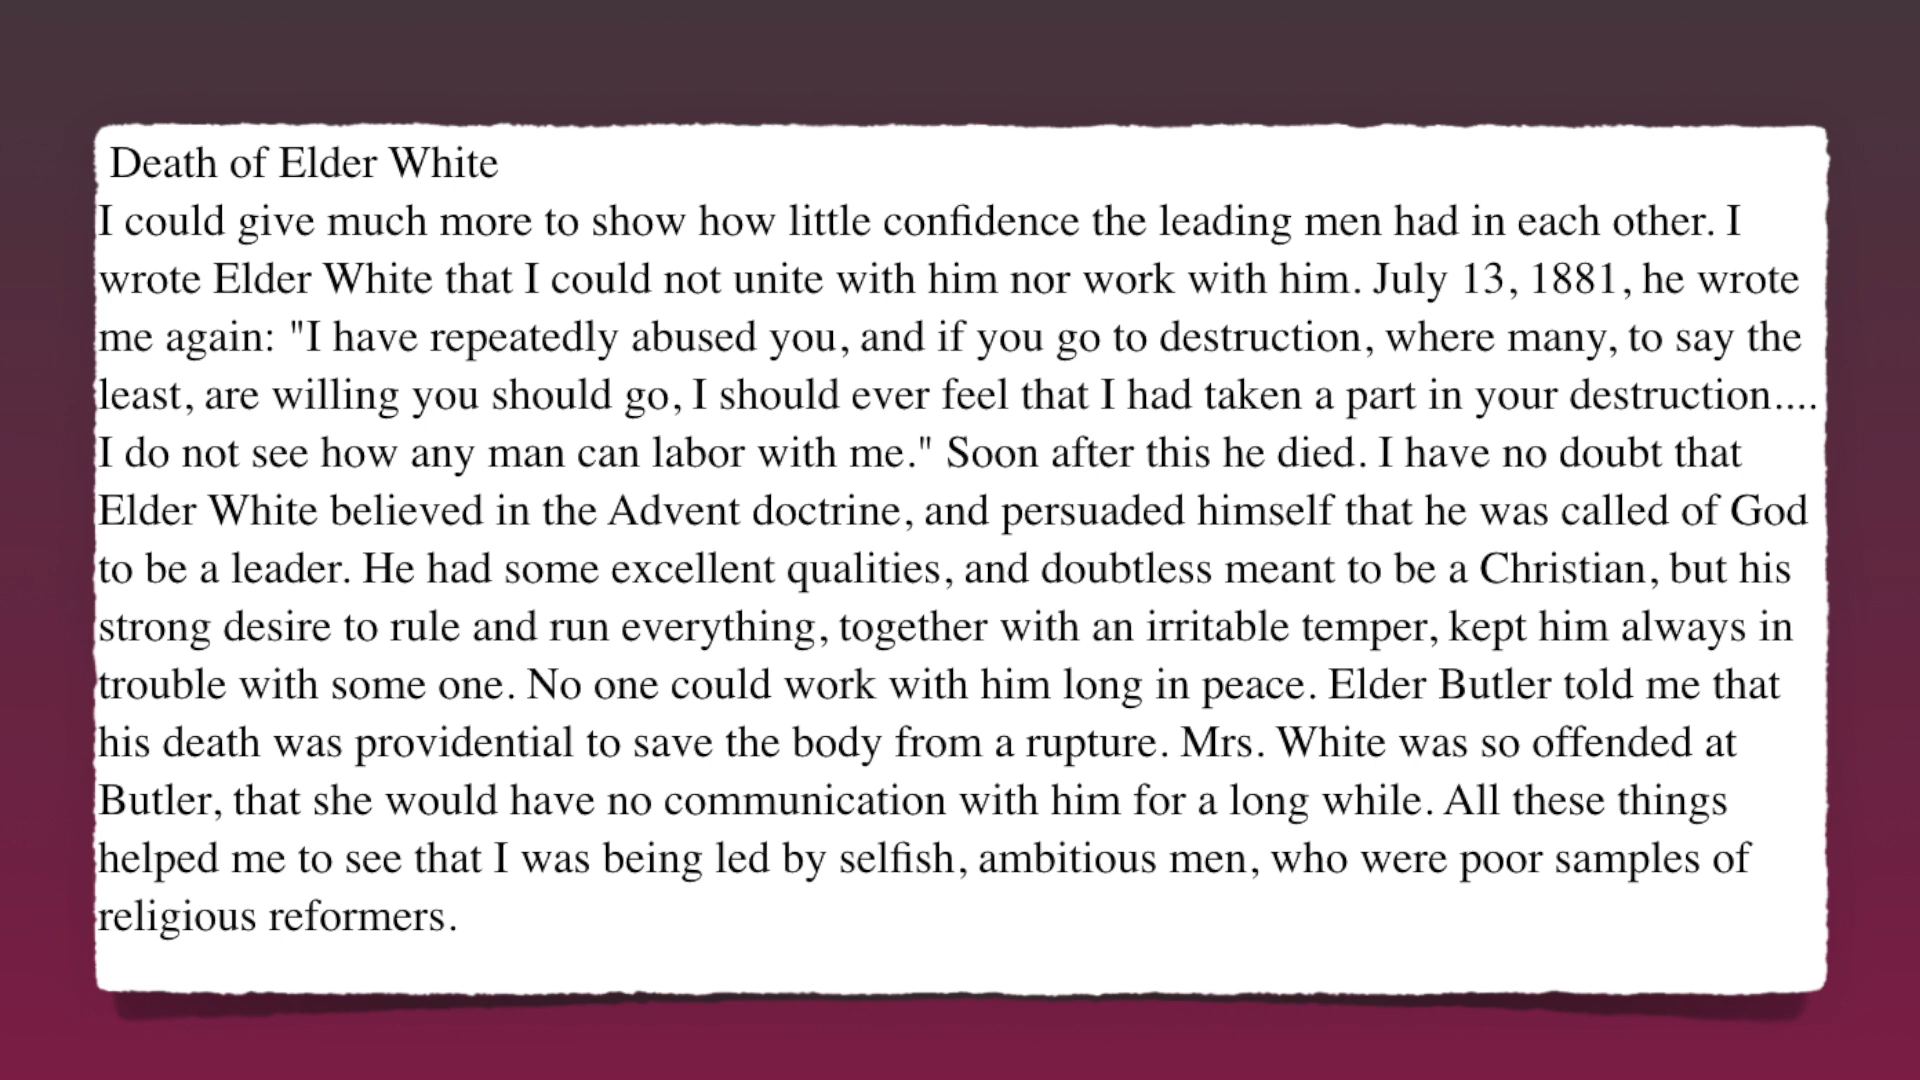 Death of Elder White
I could give much more to show how little confidence the leading men had in each other. I
wrote Elder White that I could not unite with him nor work with him. July 13, 1881, he wrote
me again: "I have repeatedly abused you, and if you go to destruction, where many, to say the
least, are willing you should go, I should ever feel that I had taken a part in your destruction....
I do not see how any man can labor with me." Soon after this he died. I have no doubt that
Elder White believed in the Advent doctrine, and persuaded himself that he was called of God
to be a leader. He had some excellent qualities, and doubtless meant to be a Christian, but his
strong desire to rule and run everything, together with an irritable temper, kept him always in
trouble with some one. No one could work with him long in peace. Elder Butler told me that
his death was providential to save the body from a rupture. Mrs. White was so offended at
Butler, that she would have no communication with him for a long while. All these things
helped me to see that I was being led by selfish, ambitious men, who were poor samples of
religious reformers.